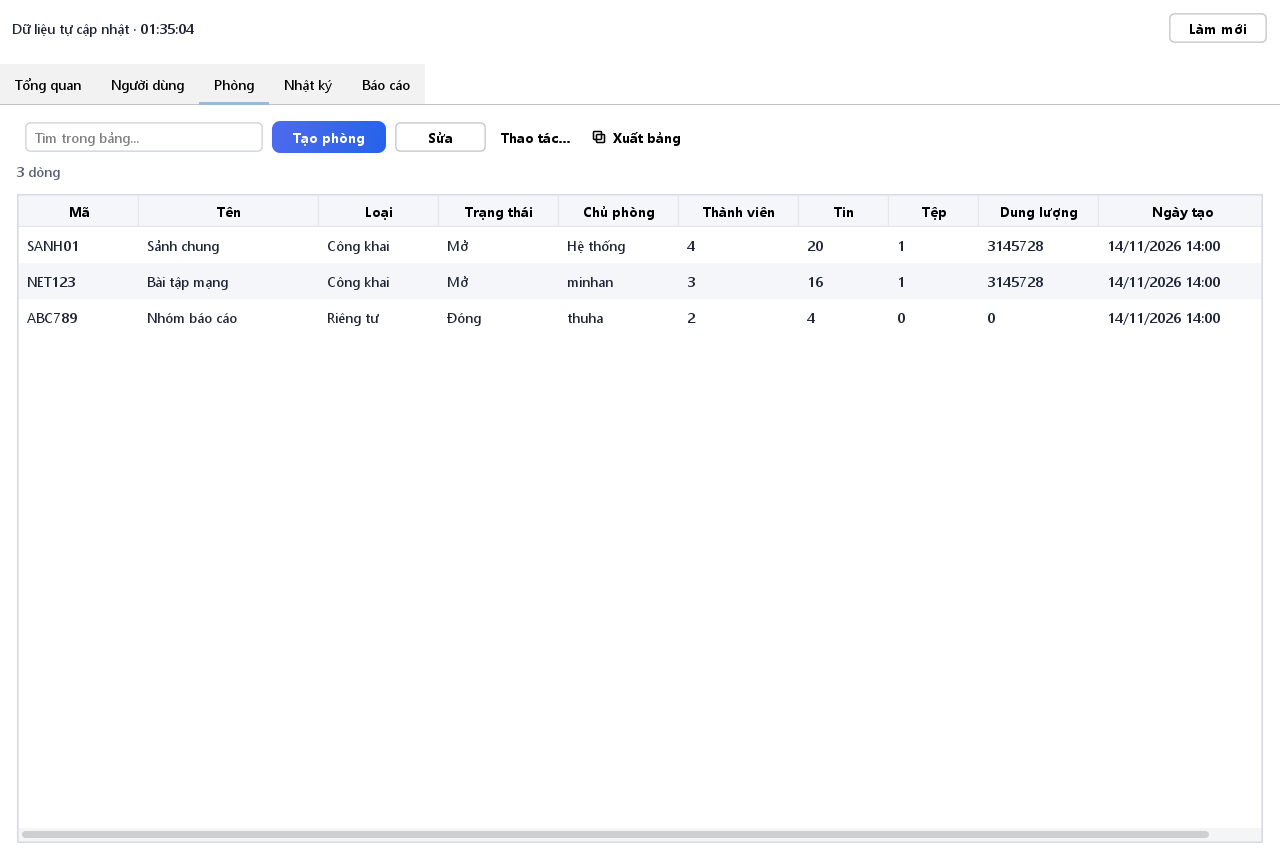 Dữ liệu tự cập nhật · 01:35:04
Làm mới
Tổng quan Người dùng Phòng Nhật ký Báo cáo
Tìm trong bảng... Tạo phòng Sửa Thao tác... Xuất bảng
3 dòng
Mã Tên Loại Trạng thái Chủ phòng Thành viên Tin Tệp Dung lượng Ngày tạo
SANH01 Sảnh chung Công khai Mở Hệ thống 4 20 1 3145728 14/11/2026 14:00
NET123 Bài tập mạng Công khai Mở minhan 3 16 1 3145728 14/11/2026 14:00
ABC789 Nhóm báo cáo Riêng tư Đóng thuha 2 4 0 0 14/11/2026 14:00